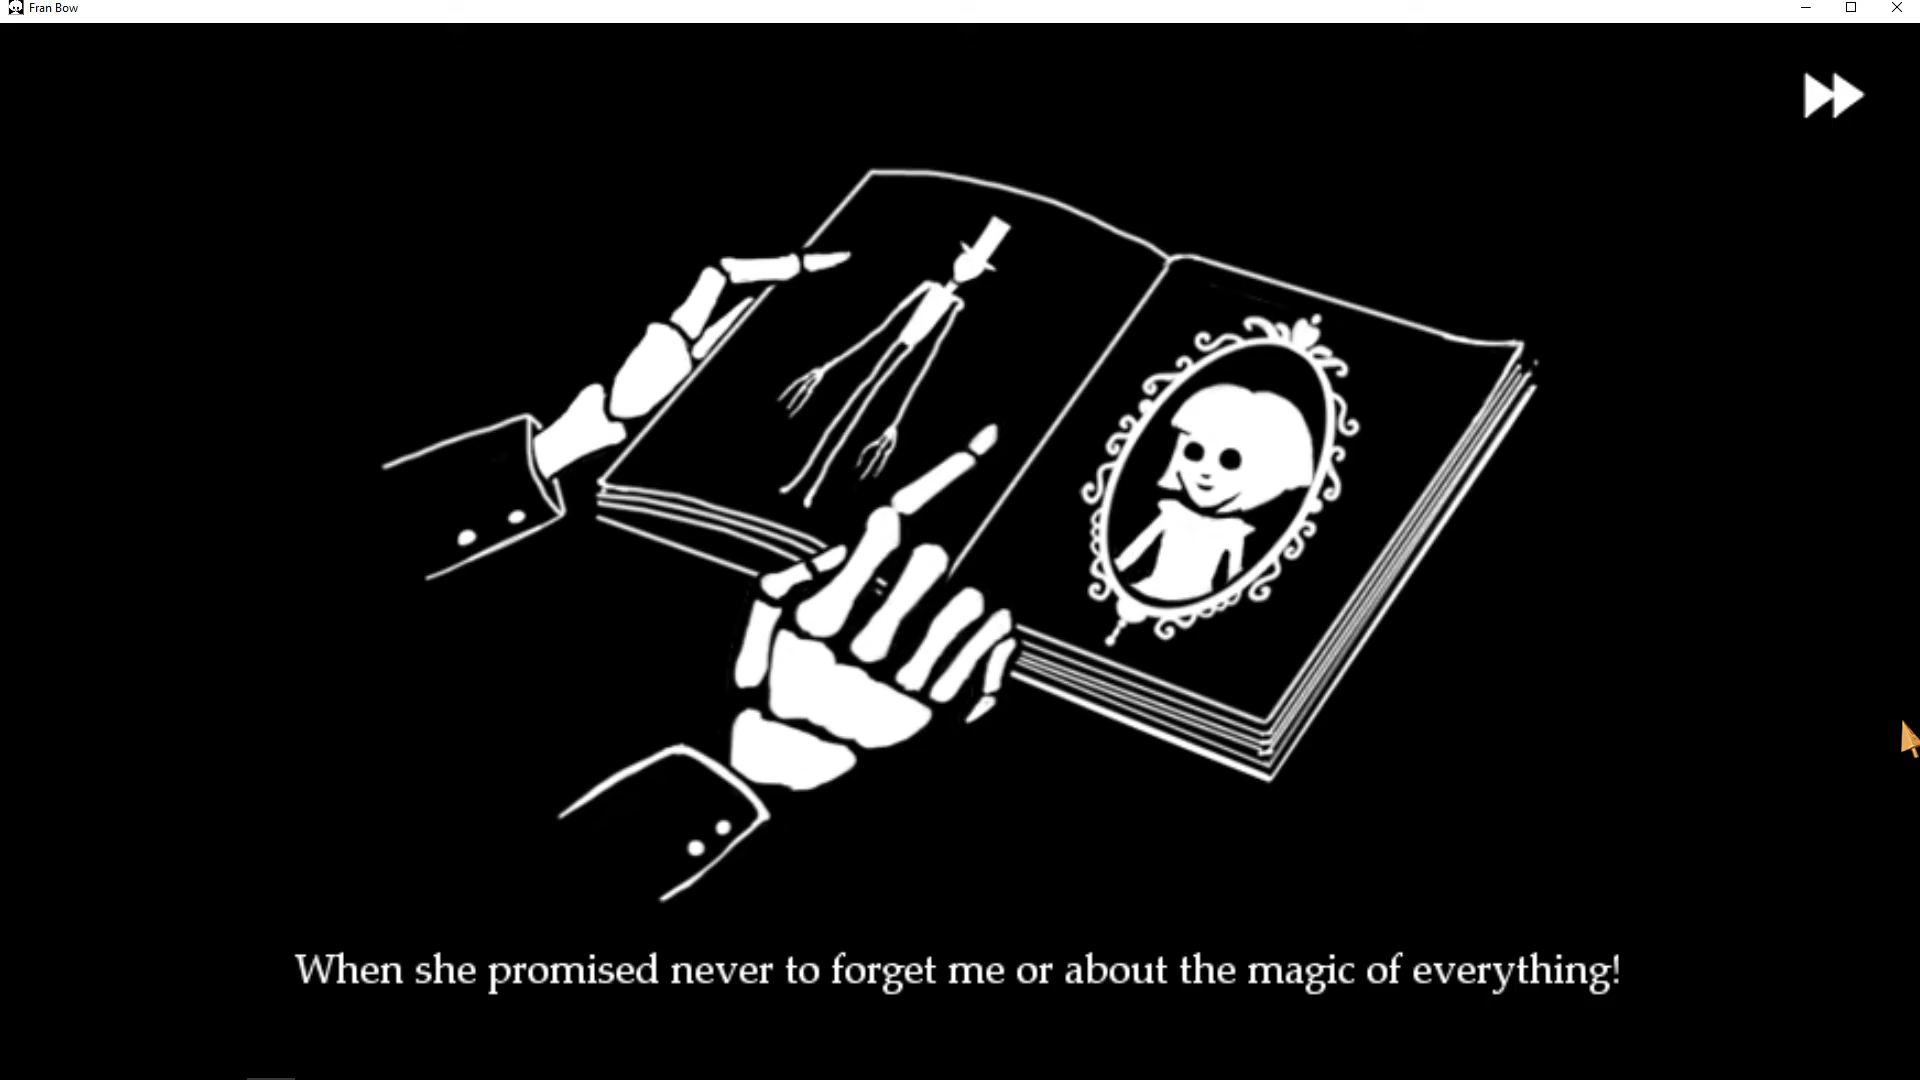 Fran Bow
When she promised never to forget me or about the magic of everything!